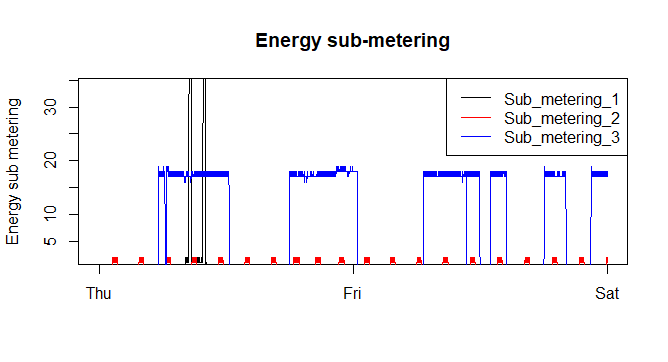 Energy sub-metering
Energy sub metering
30
20
10
5
Sub_metering_1
Sub_metering_2
Sub_metering_3
Thu
Fri
Sat